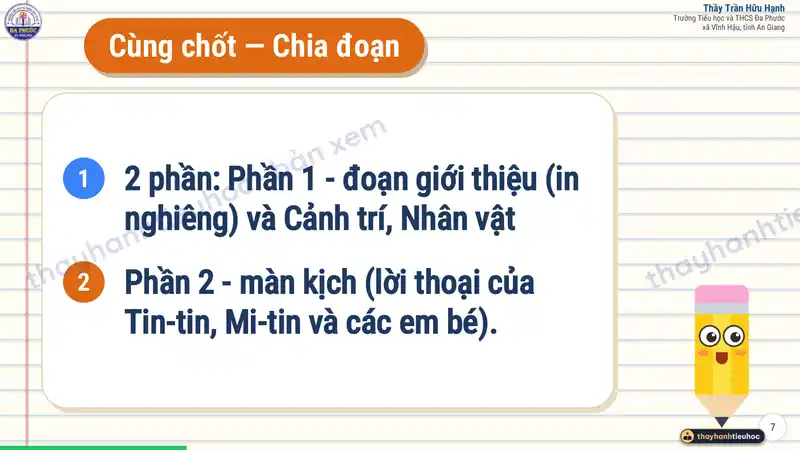 Thầy Trần Hữu Hạnh
Trường Tiểu học và THCS Đa Phước
xã Vĩnh Hậu, tỉnh An Giang
ĐA PHƯỚC
Cùng chốt – Chia đoạn
1
2 phần: Phần 1 - đoạn giới thiệu (in
nghiêng) và Cảnh trí, Nhân vật
2
Phần 2 - màn kịch (lời thoại của
Tin-tin, Mi-tin và các em bé).
7
thayhanhtieuhoc